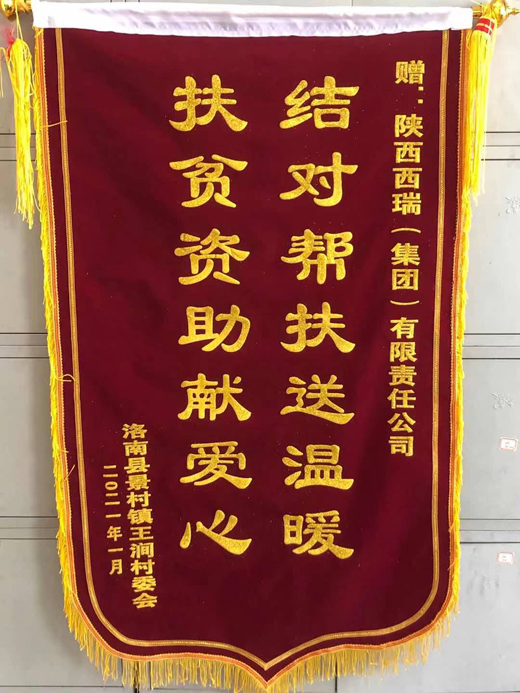 赠：陕西西瑞（集团）有限责任公司
结对帮扶送温暖
扶贫资助献爱心
洛南县景村镇王涧村委会
二〇二一年一月